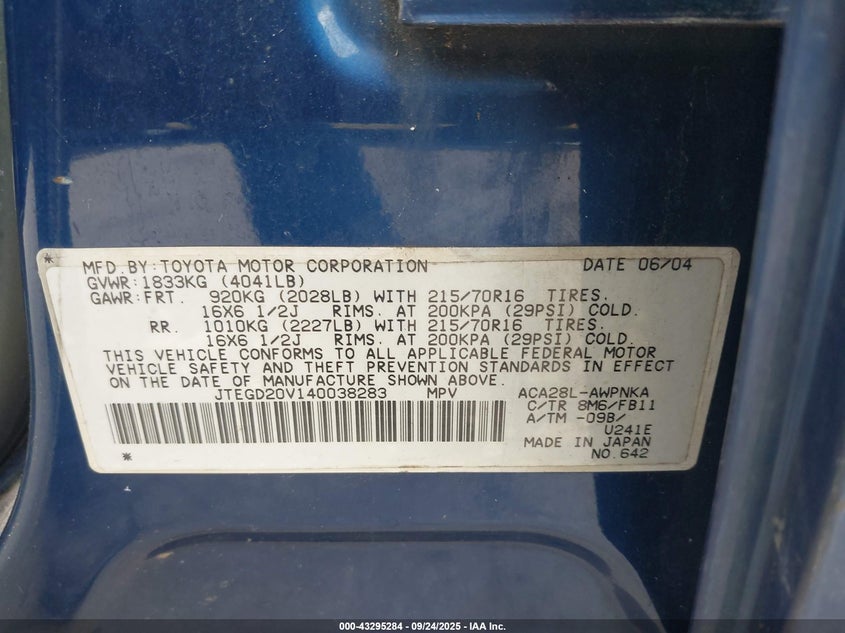 MFD.BY:TOYOTA MOTOR CORPORATION DATE 06/04
GVWR:1833KG (4041LB)
GAWR:FRT. 920KG (2028LB) WITH 215/70R16 TIRES.
16X6 1/2J RIMS. AT 200KPA (29PSI) COLD.
RR. 1010KG (2227LB) WITH 215/70R16 TIRES.
16X6 1/2J RIMS. AT 200KPA (29PSI) COLD.
THIS VEHICLE CONFORMS TO ALL APPLICABLE FEDERAL MOTOR
VEHICLE SAFETY AND THEFT PREVENTION STANDARDS IN EFFECT
ON THE DATE OF MANUFACTURE SHOWN ABOVE.
JTEGD20V140038283 MPV ACA28L-AWPNKA
C/TR 8M6/FB11
A/TM -09B/
U241E
MADE IN JAPAN
NO.642
000-43295284 - 09/24/2025 - IAA Inc.